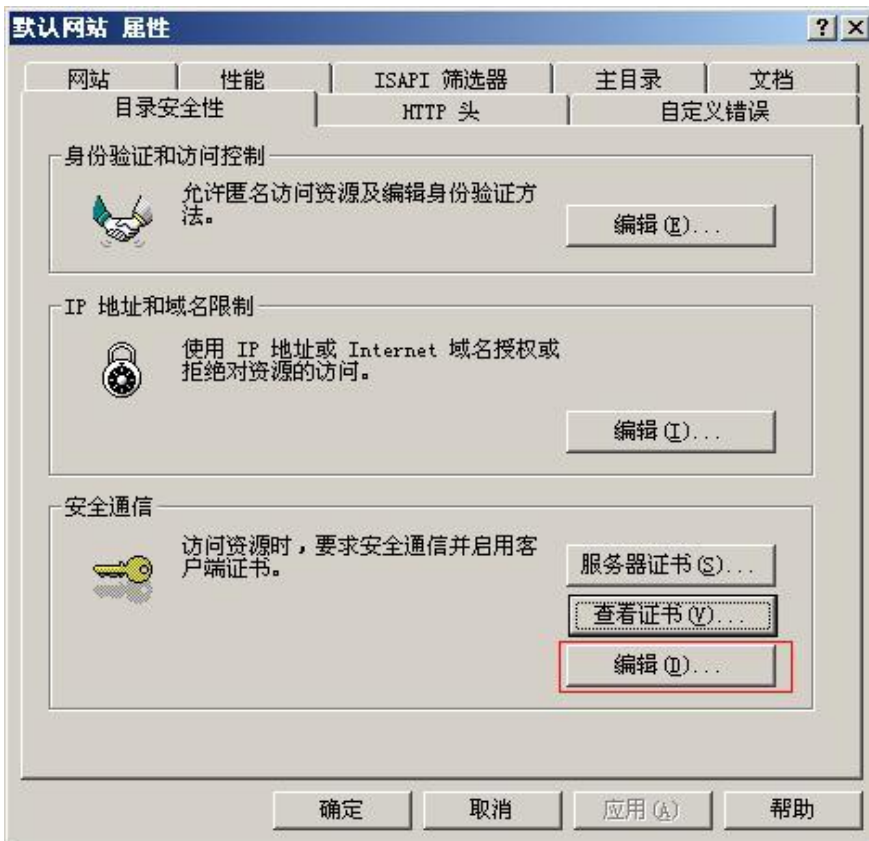 默认网站 属性
网站 性能 ISAPI 筛选器 主目录 文档
目录安全性 HTTP 头 自定义错误
身份验证和访问控制
允许匿名访问资源及编辑身份验证方
法。
编辑(E)...
IP 地址和域名限制
使用 IP 地址或 Internet 域名授权或
拒绝对资源的访问。
编辑(I)...
安全通信
访问资源时，要求安全通信并启用客
户端证书。
服务器证书(S)...
查看证书(V)...
编辑(D)...
确定 取消 应用(A) 帮助